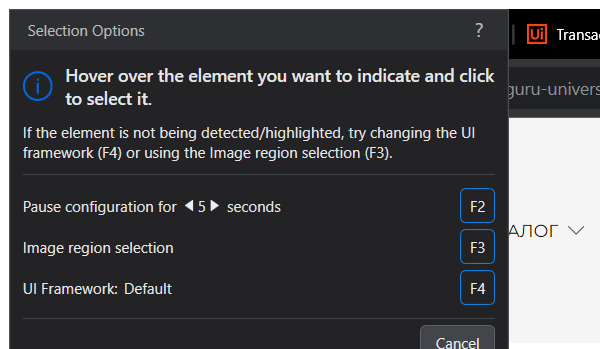 Selection Options ?
Ui Transac
Hover over the element you want to indicate and click
to select it.
guru-univers
If the element is not being detected/highlighted, try changing the UI
framework (F4) or using the Image region selection (F3).
Pause configuration for 5 seconds F2
АЛОГ
Image region selection F3
UI Framework: Default F4
Cancel